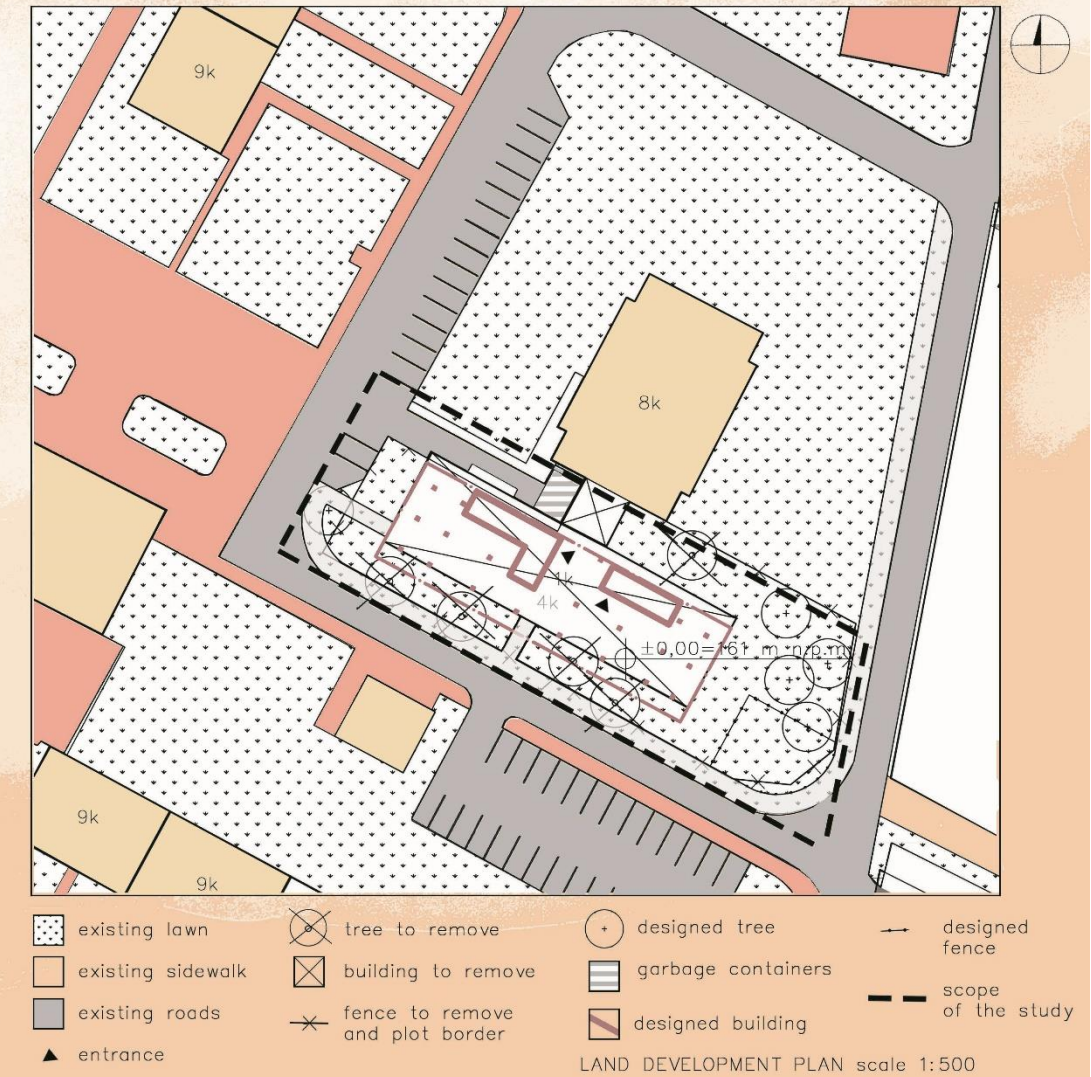 9k
8k
1k
4k
±0,00=161 m n.p.m
9k
9k
existing lawn
existing sidewalk
existing roads
entrance
tree to remove
building to remove
fence to remove
and plot border
designed tree
garbage containers
designed building
designed
fence
scope
of the study
LAND DEVELOPMENT PLAN scale 1:500